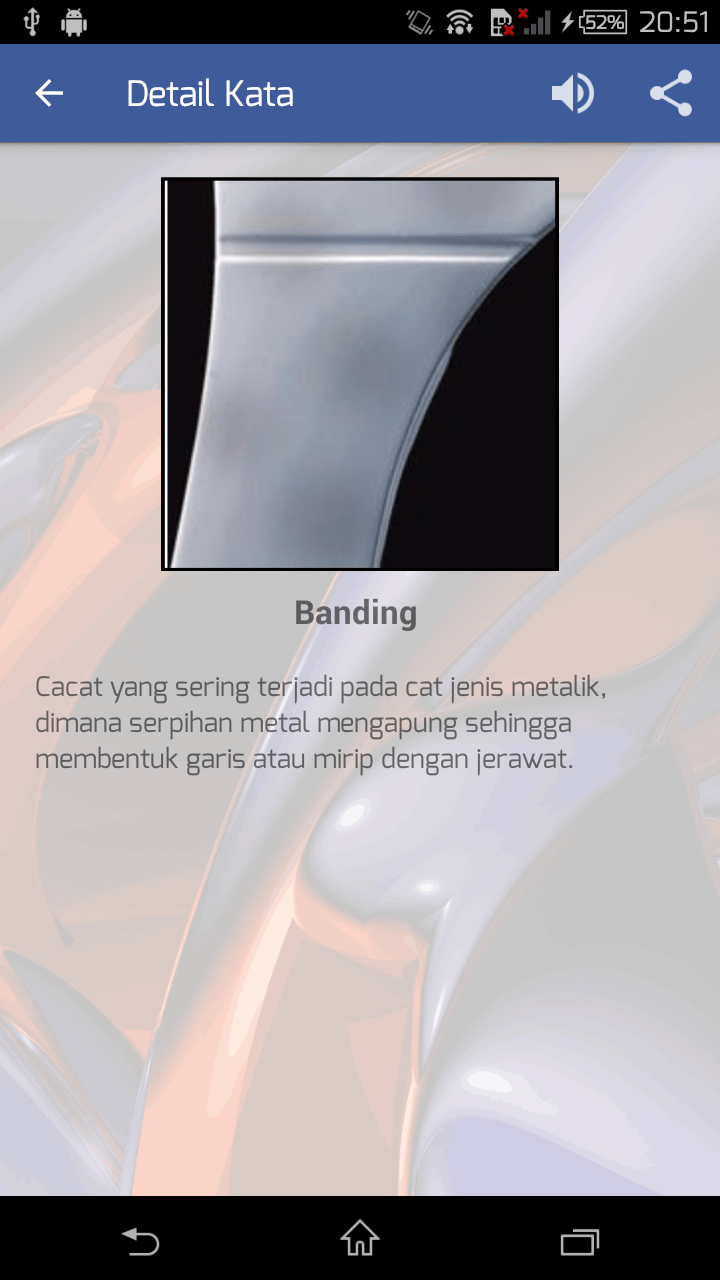 52% 20:51
Detail Kata
Banding
Cacat yang sering terjadi pada cat jenis metalik,
dimana serpihan metal mengapung sehingga
membentuk garis atau mirip dengan jerawat.